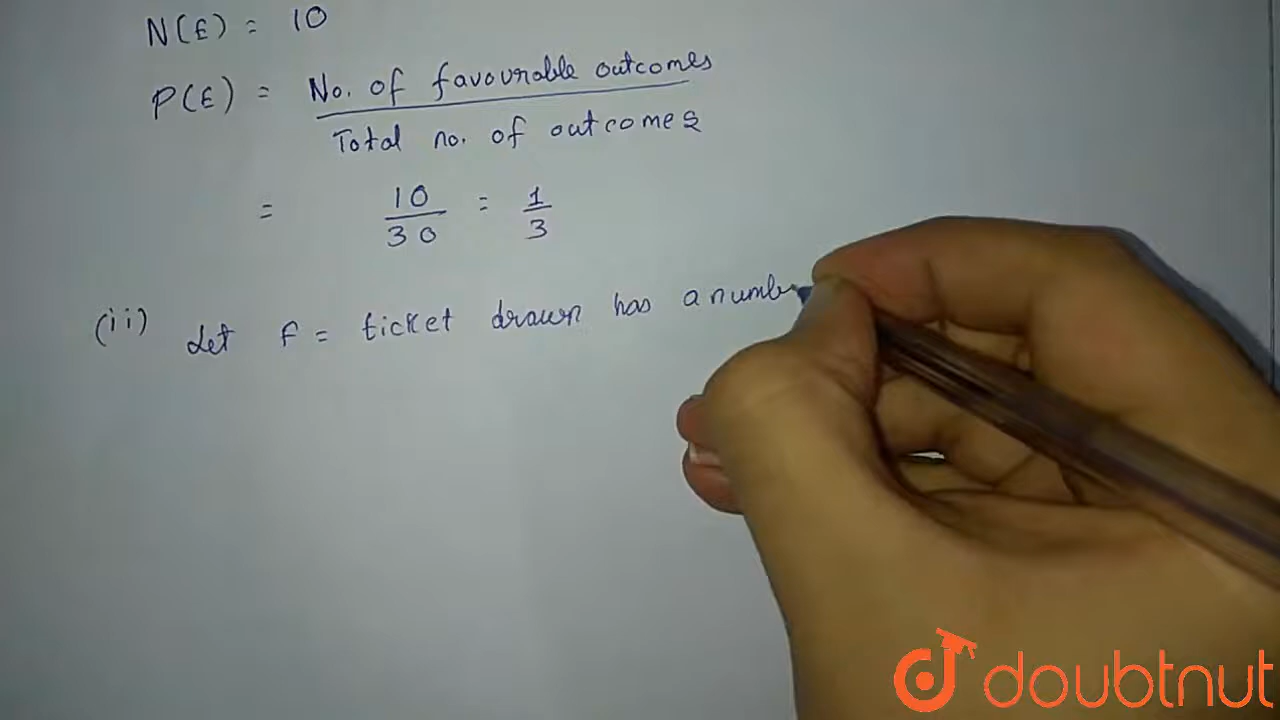 N(E) = 10
P(E) = No. of favourable outcomes
Total no. of outcomes
= 10/30 = 1/3
(ii) Let F = ticket drawn has a numbe
doubtnut